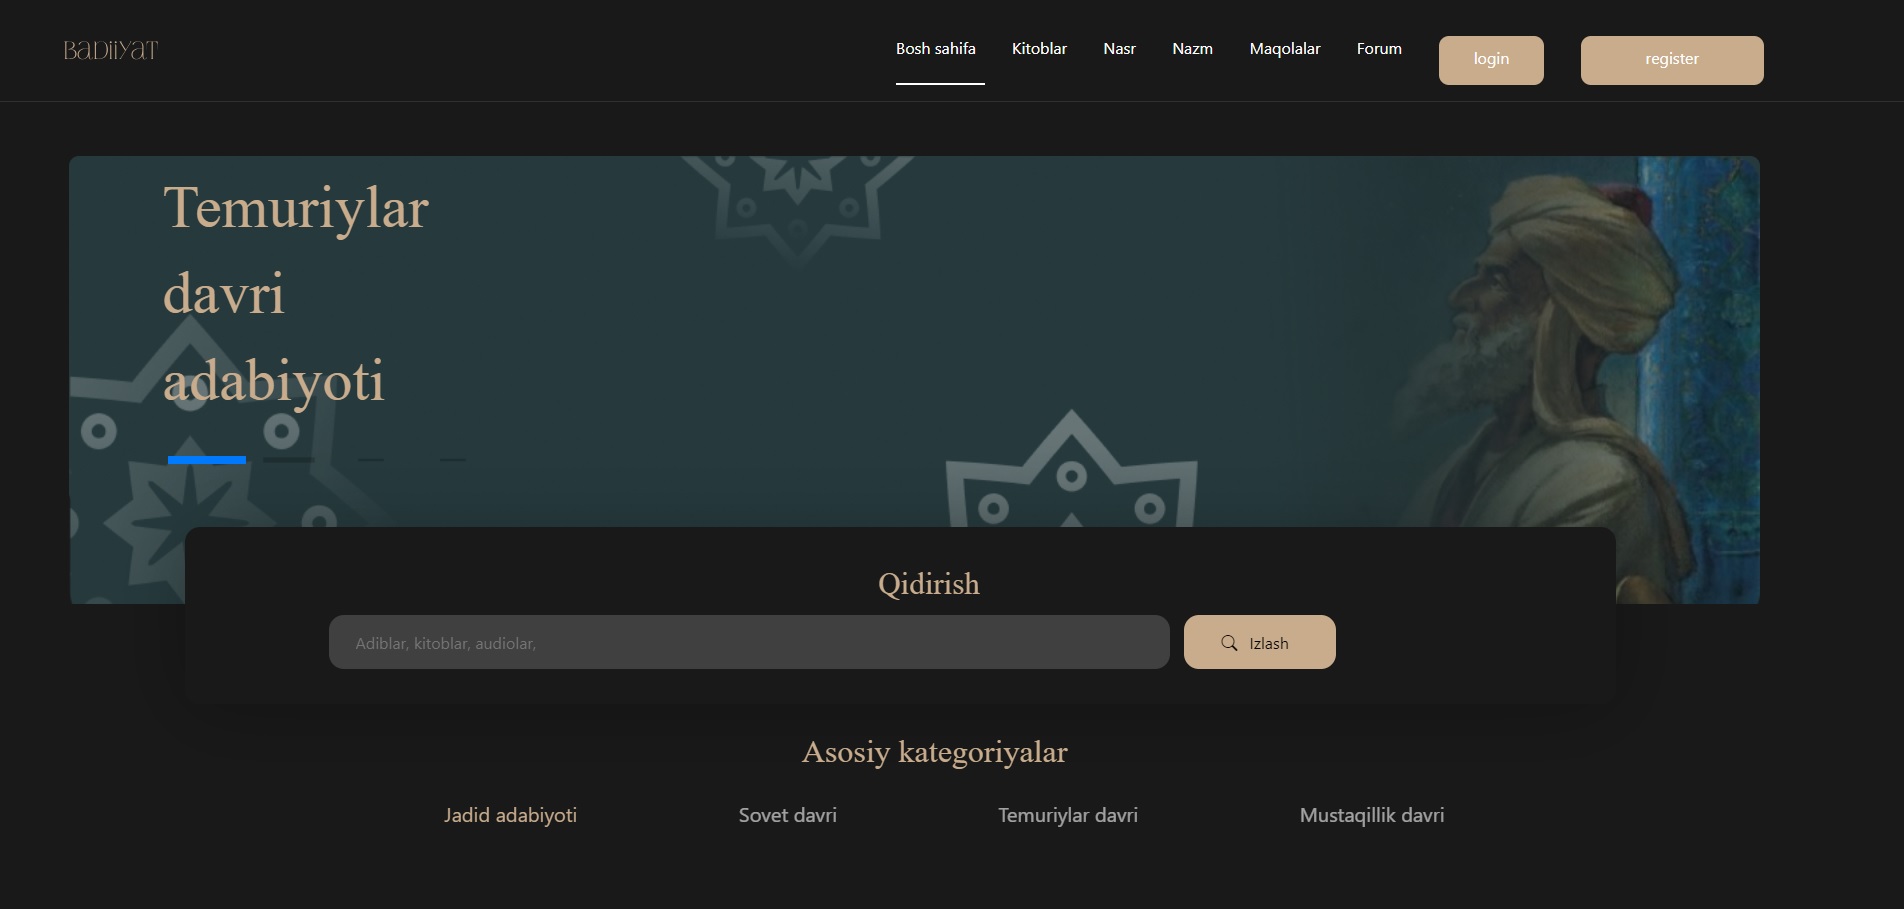 BADiiYAT
Bosh sahifa Kitoblar Nasr Nazm Maqolalar Forum login register
Temuriylar
davri
adabiyoti
Qidirish
Adiblar, kitoblar, audiolar,
Izlash
Asosiy kategoriyalar
Jadid adabiyoti Sovet davri Temuriylar davri Mustaqillik davri